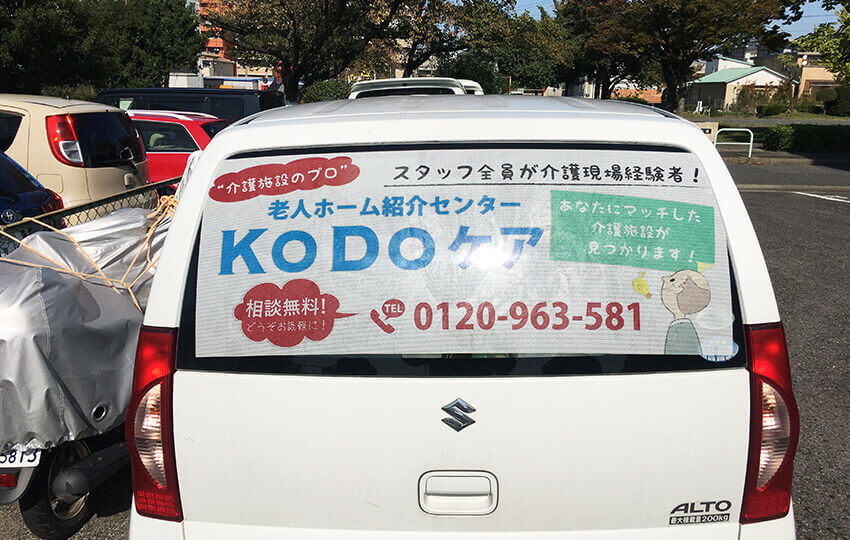 "介護施設のプロ"
スタッフ全員が介護現場経験者！
老人ホーム紹介センター
KODOケア
あなたにマッチした
介護施設が
見つかります！
相談無料!
どうぞお気軽に！
TEL
0120-963-581
ALTO
最大積載量200kg
5813